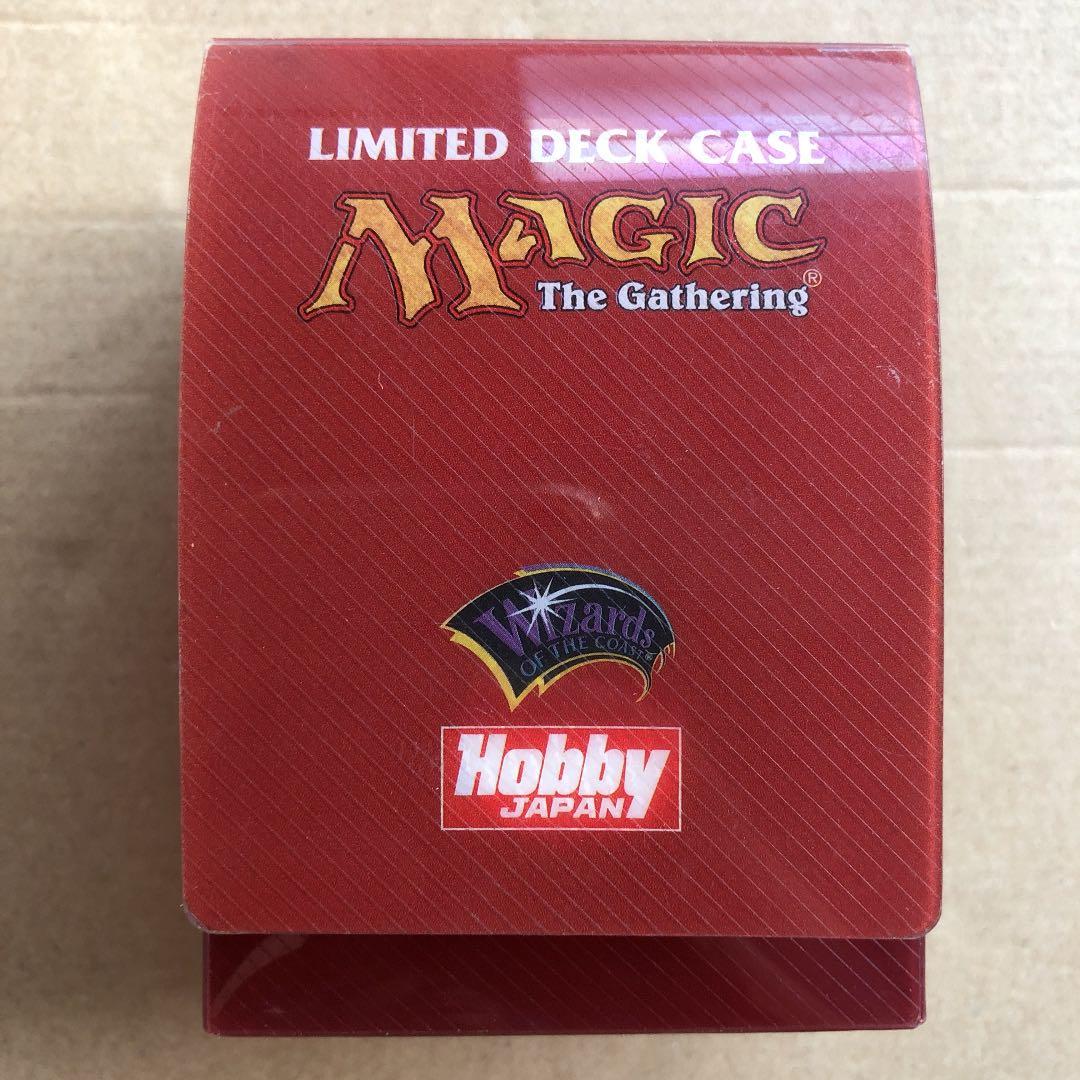 LIMITED DECK CASE
MAGIC
The Gathering®
Wizards
OF THE COAST®
Hobby
JAPAN